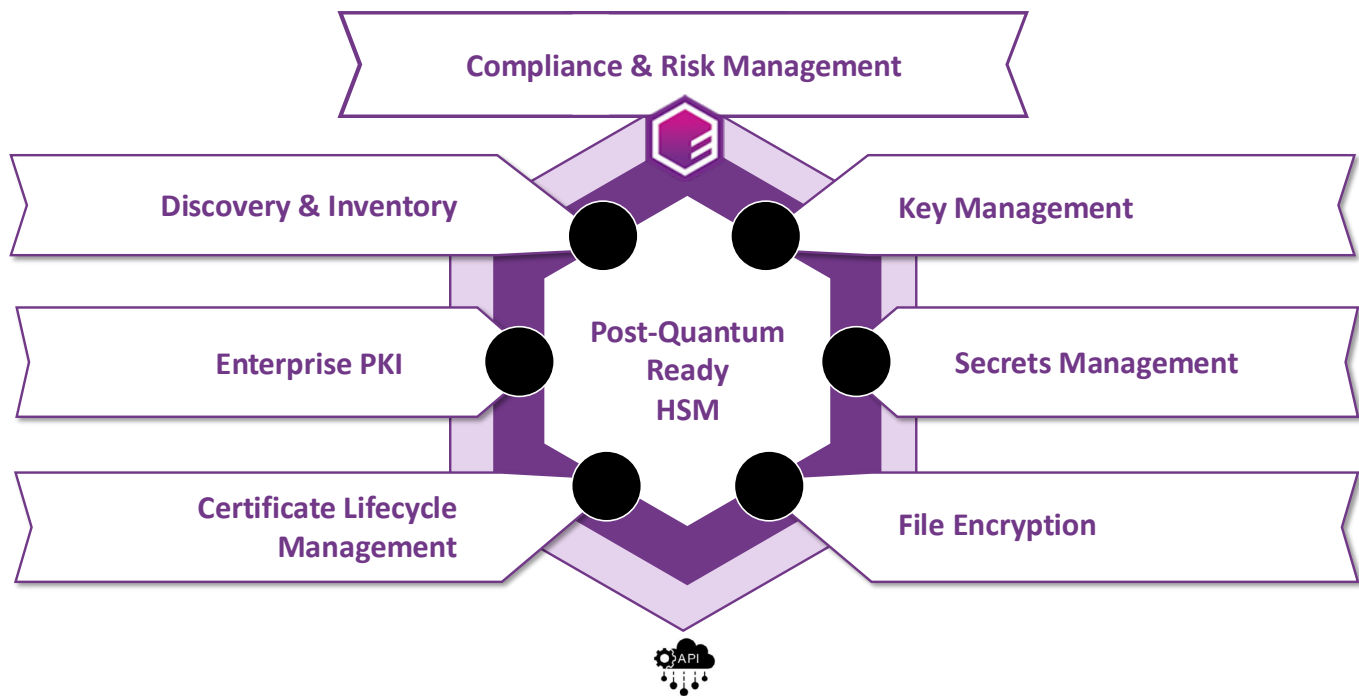 Compliance & Risk Management
Discovery & Inventory
Key Management
Enterprise PKI
Post-Quantum
Ready
HSM
Secrets Management
Certificate Lifecycle
Management
File Encryption
API